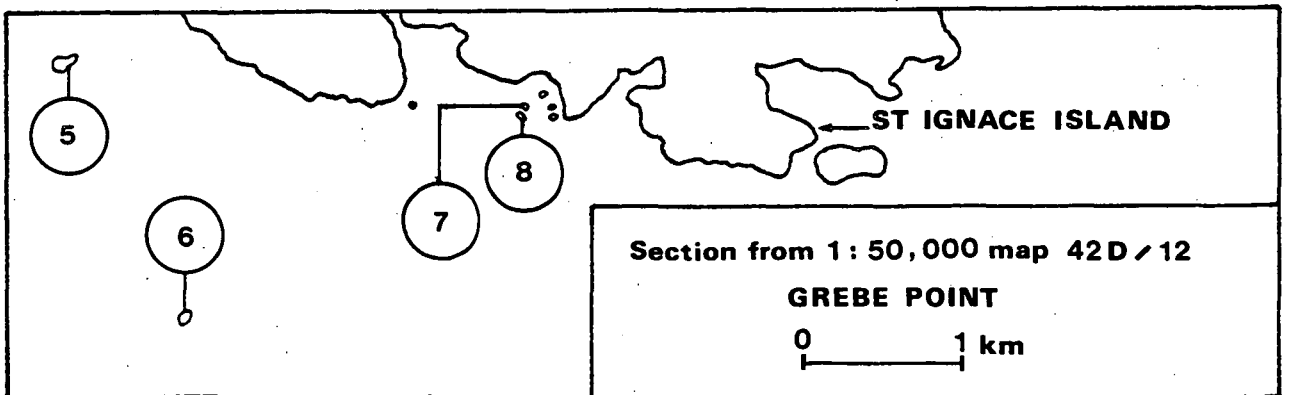 5
ST IGNACE ISLAND
8
7
6
Section from 1 : 50,000 map 42D / 12
GREBE POINT
0 1 km